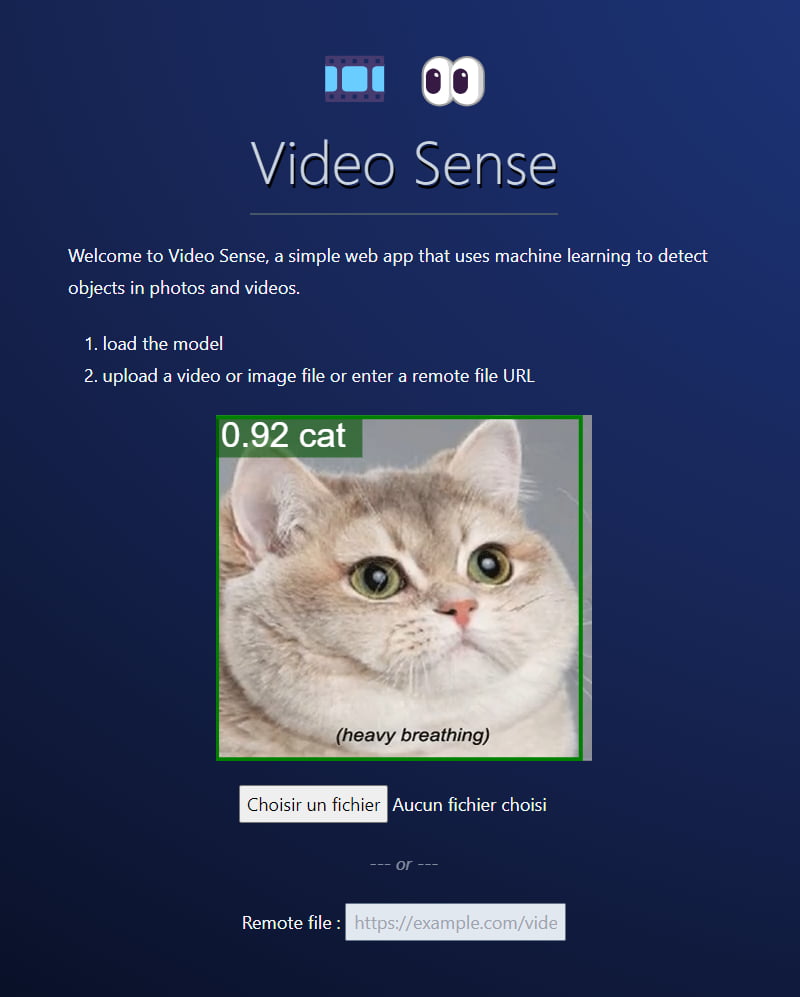 Video Sense
Welcome to Video Sense, a simple web app that uses machine learning to detect
objects in photos and videos.
1. load the model
2. upload a video or image file or enter a remote file URL
0.92 cat
(heavy breathing)
Choisir un fichier Aucun fichier choisi
--- or ---
Remote file : https://example.com/vide